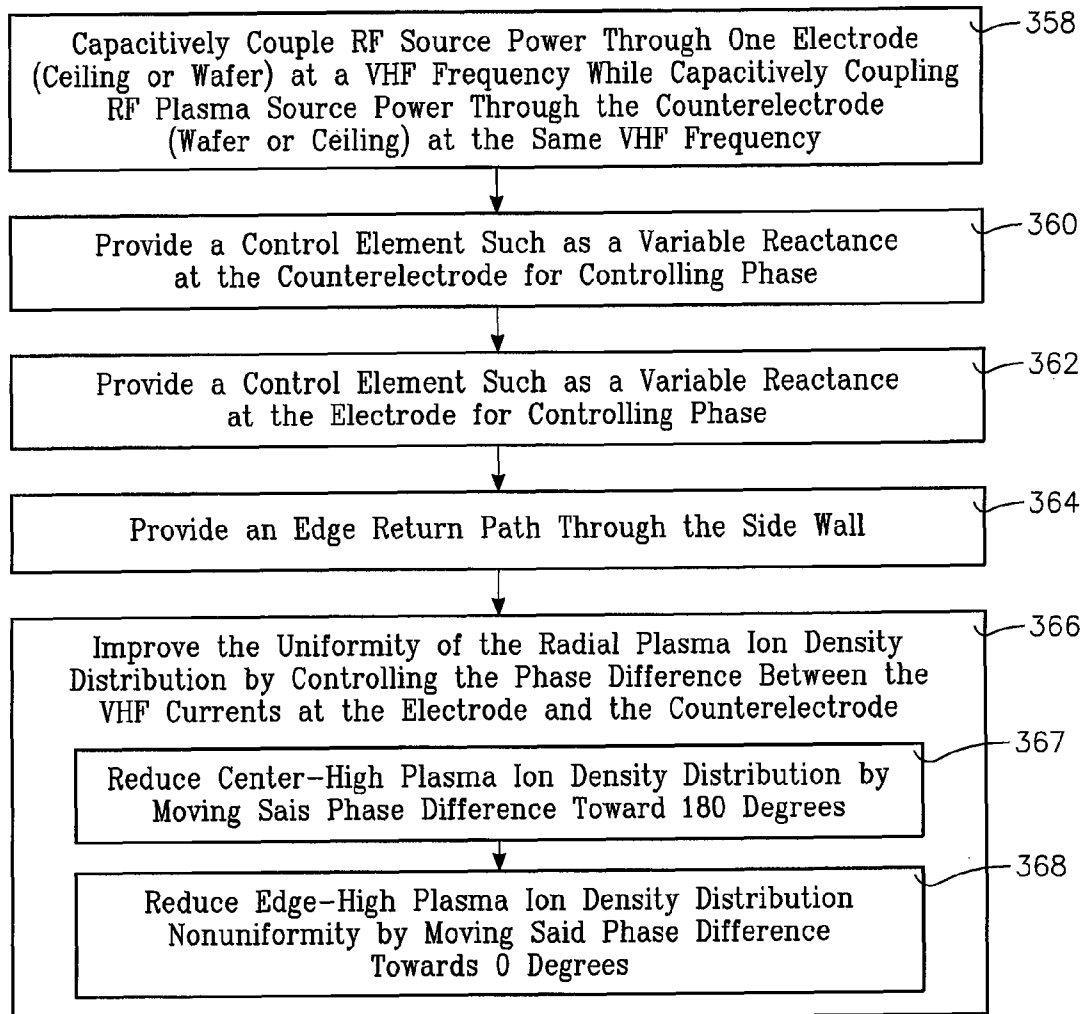 Capacitively Couple RF Source Power Through One Electrode
(Ceiling or Wafer) at a VHF Frequency While Capacitively Coupling
RF Plasma Source Power Through the Counterelectrode
(Wafer or Ceiling) at the Same VHF Frequency
358
Provide a Control Element Such as a Variable Reactance
at the Counterelectrode for Controlling Phase
360
Provide a Control Element Such as a Variable Reactance
at the Electrode for Controlling Phase
362
Provide an Edge Return Path Through the Side Wall
364
Improve the Uniformity of the Radial Plasma Ion Density
Distribution by Controlling the Phase Difference Between the
VHF Currents at the Electrode and the Counterelectrode
366
Reduce Center-High Plasma Ion Density Distribution by
Moving Sais Phase Difference Toward 180 Degrees
367
Reduce Edge-High Plasma Ion Density Distribution
Nonuniformity by Moving Said Phase Difference
Towards 0 Degrees
368